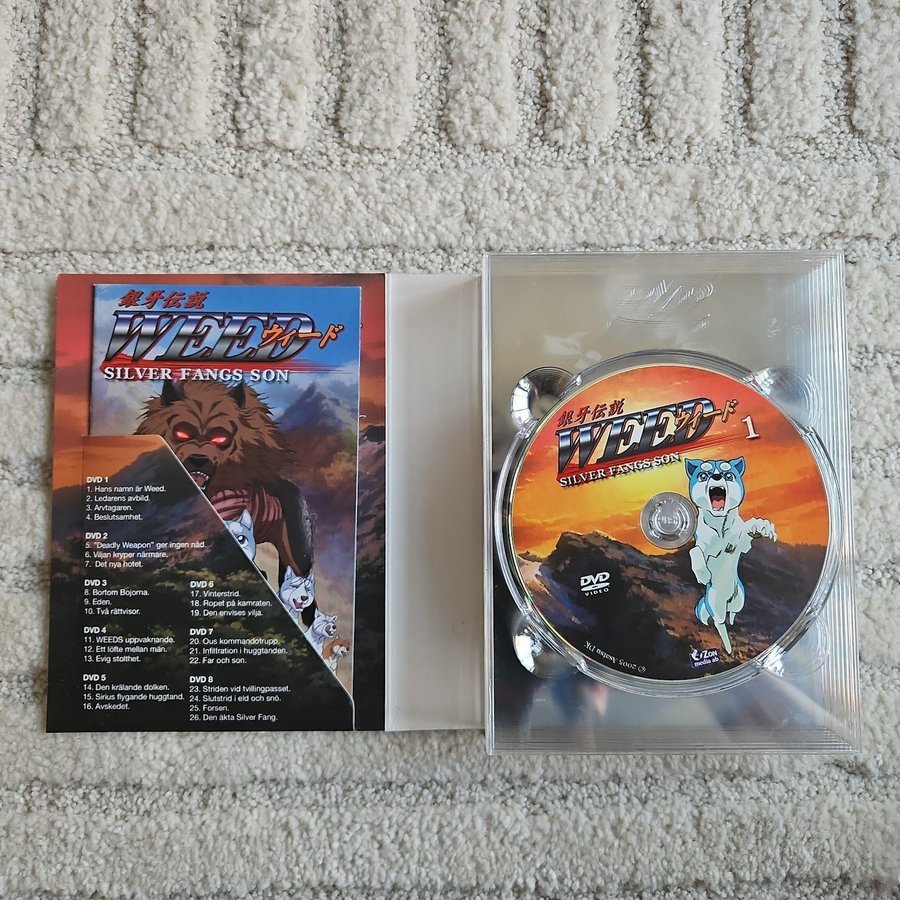 銀牙伝説
WEED ウィード
SILVER FANGS SON
DVD 1
1. Hans namn är Weed.
2. Ledarens avbild.
3. Arvtagaren.
4. Beslutsamhet.
DVD 2
5. "Deadly Weapon" ger ingen nåd.
6. Viljan kryper närmare.
7. Det nya hotet.
DVD 3
8. Bortom Bojorna.
9. Eden.
10. Två rättvisor.
DVD 4
11. WEEDS uppvaknande.
12. Ett löfte mellan män.
13. Evig stolthet.
DVD 5
14. Den krälande dolken.
15. Sirius flygande huggtand.
16. Avskedet.
DVD 6
17. Vinterstrid.
18. Ropet på kamraten.
19. Den envises vilja.
DVD 7
20. Ous kommandotrupp.
21. Infiltration i huggtanden.
22. Far och son.
DVD 8
23. Striden vid tvillingpasset.
24. Slutstrid i eld och snö.
25. Forsen.
26. Den äkta Silver Fang.
銀牙伝説
WEED ウィード
SILVER FANGS SON
1
DVD
VIDEO
© 2005
ZON
media ab